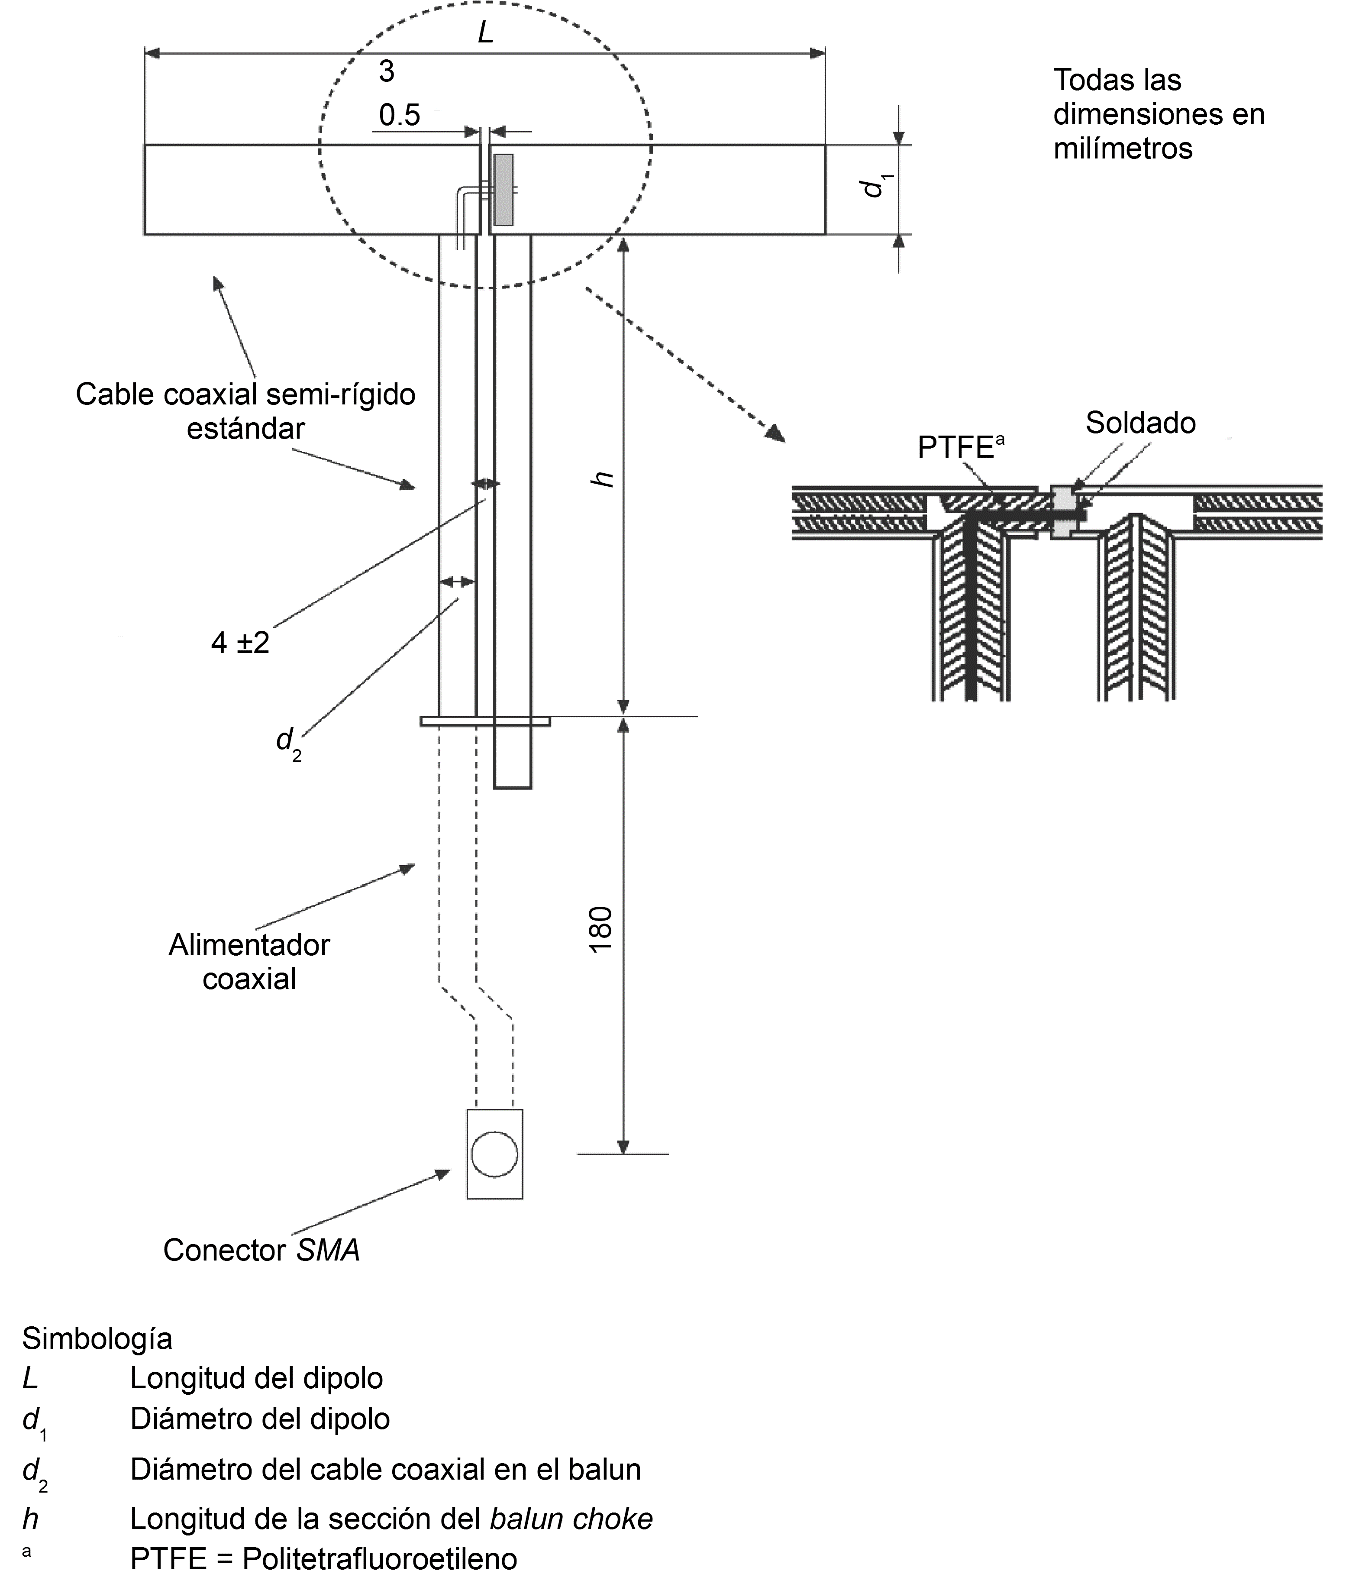 L
3
0.5
Todas las
dimensiones en
milímetros
d1
Cable coaxial semi-rígido
estándar
h
PTFEa
Soldado
4 ±2
d2
Alimentador
coaxial
180
Conector SMA
Simbología
L Longitud del dipolo
d1 Diámetro del dipolo
d2 Diámetro del cable coaxial en el balun
h Longitud de la sección del balun choke
a PTFE = Politetrafluoroetileno